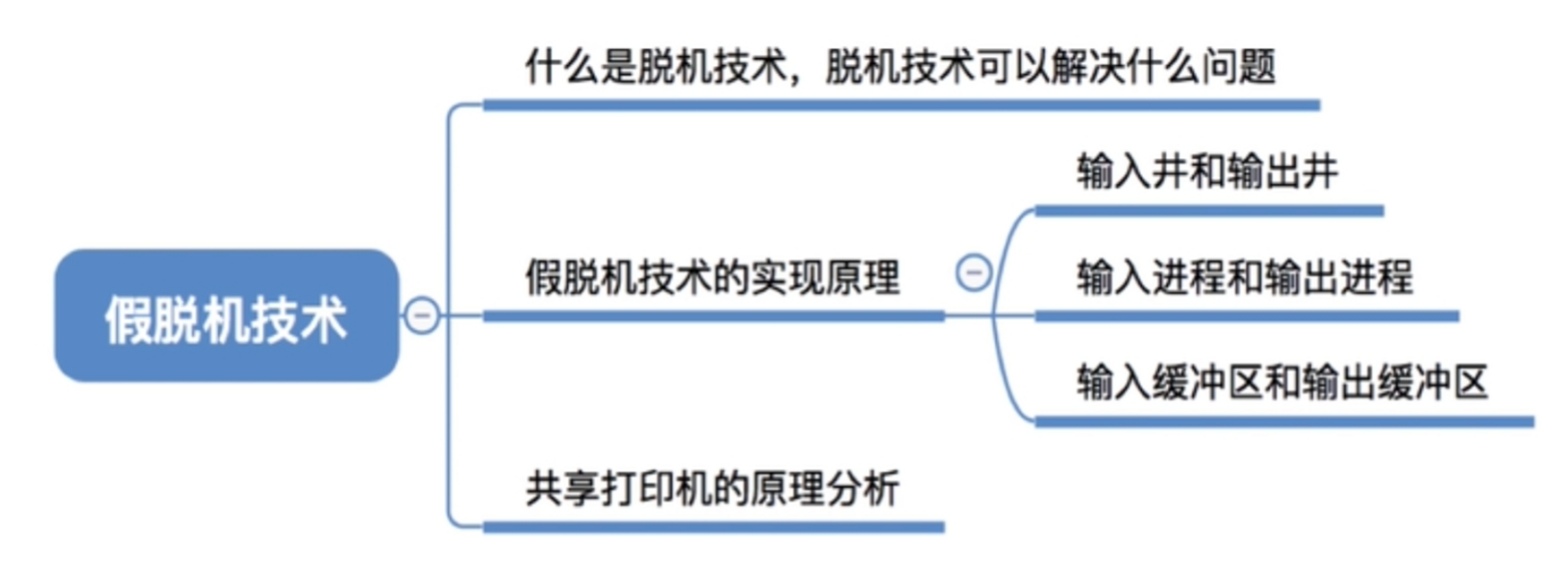 假脱机技术
什么是脱机技术，脱机技术可以解决什么问题
假脱机技术的实现原理
输入井和输出井
输入进程和输出进程
输入缓冲区和输出缓冲区
共享打印机的原理分析